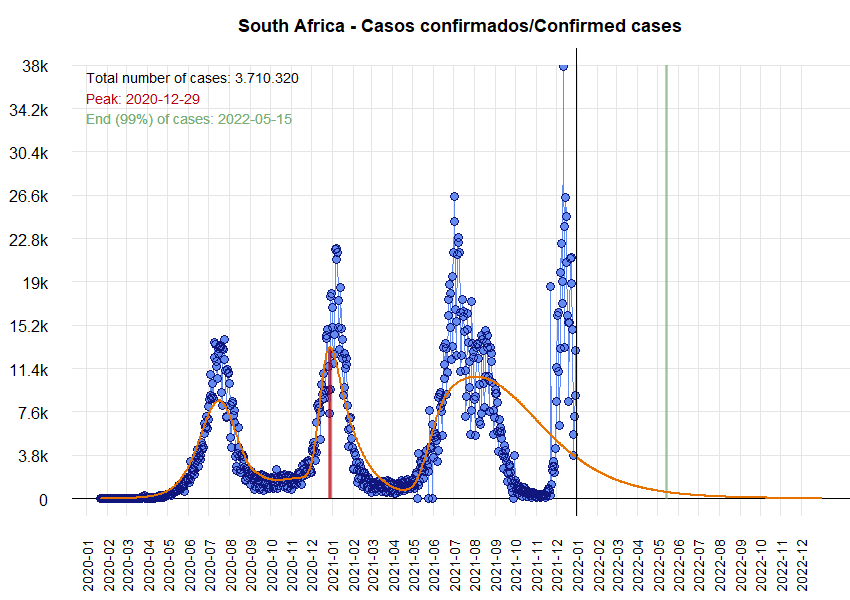 South Africa - Casos confirmados/Confirmed cases
Total number of cases: 3.710.320
Peak: 2020-12-29
End (99%) of cases: 2022-05-15
38k
34.2k
30.4k
26.6k
22.8k
19k
15.2k
11.4k
7.6k
3.8k
0
2020-01
2020-02
2020-03
2020-04
2020-05
2020-06
2020-07
2020-08
2020-09
2020-10
2020-11
2020-12
2021-01
2021-02
2021-03
2021-04
2021-05
2021-06
2021-07
2021-08
2021-09
2021-10
2021-11
2021-12
2022-01
2022-02
2022-03
2022-04
2022-05
2022-06
2022-07
2022-08
2022-09
2022-10
2022-11
2022-12